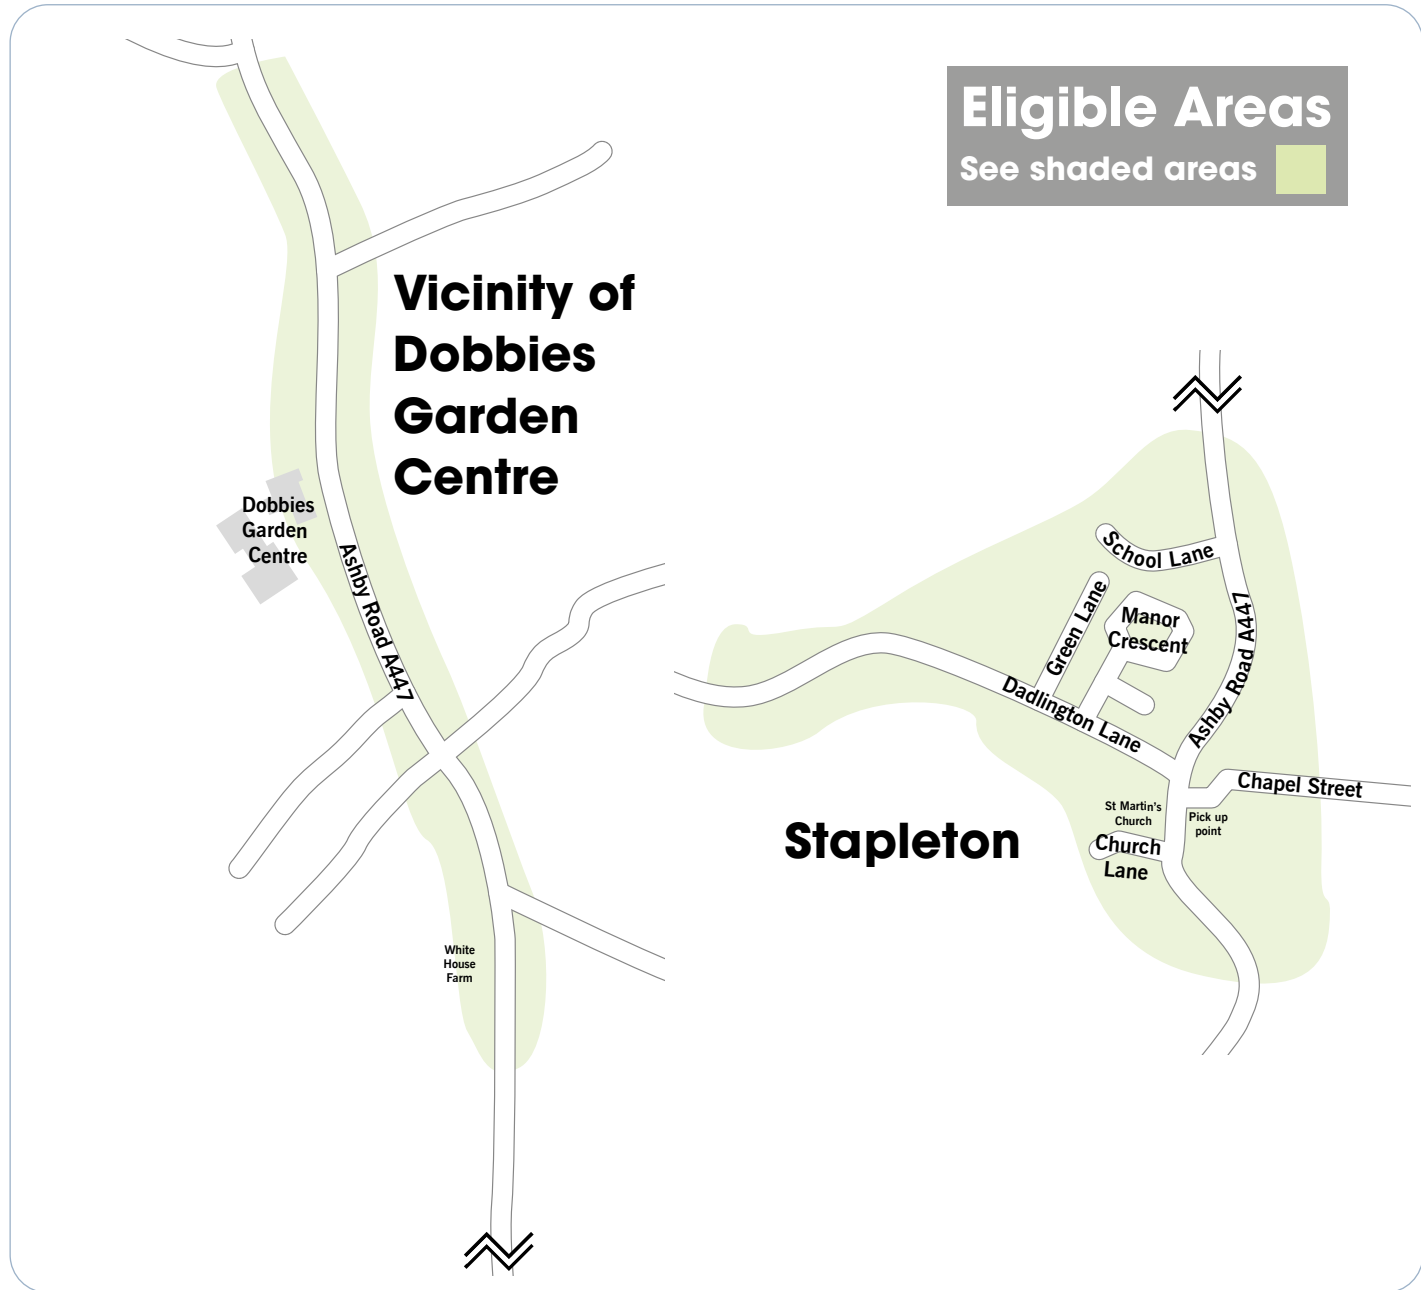 Eligible Areas
See shaded areas
Vicinity of
Dobbies
Garden
Centre
Dobbies
Garden
Centre
Ashby Road A447
White
House
Farm
School Lane
Green Lane
Manor
Crescent
Ashby Road A447
Dadlington Lane
Chapel Street
St Martin's
Church
Pick up
point
Church
Lane
Stapleton